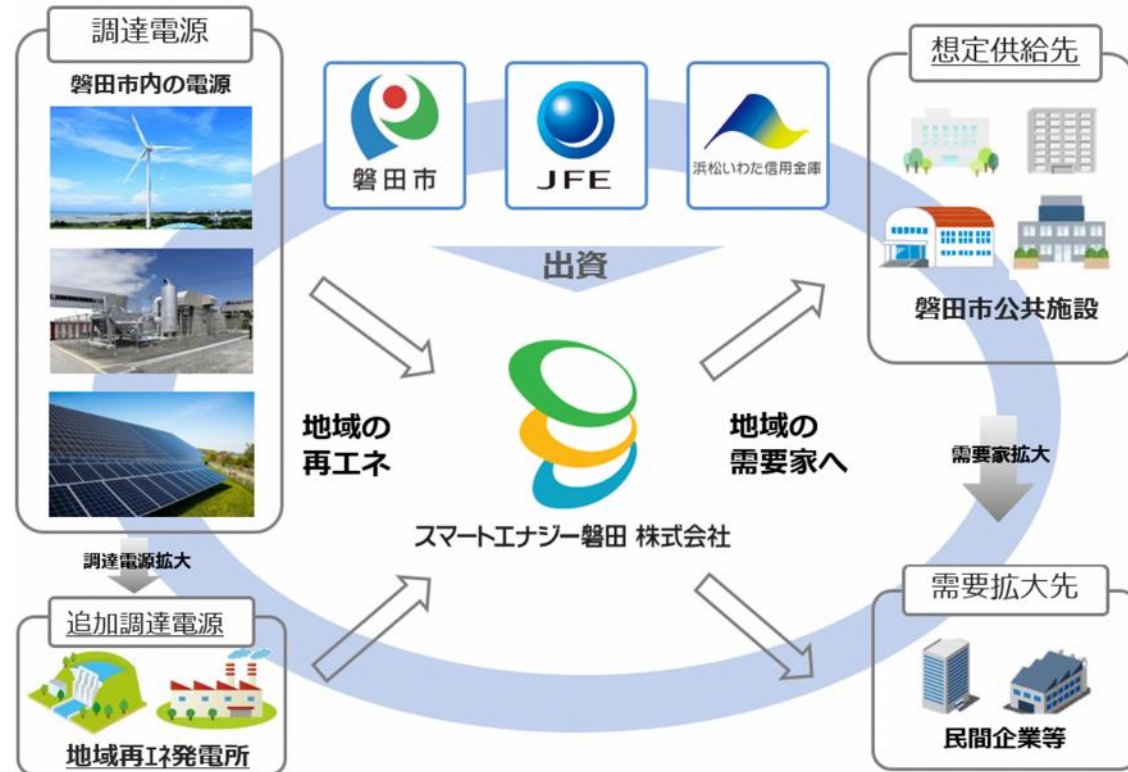 調達電源
磐田市内の電源
磐田市
JFE
浜松いわた信用金庫
出資
想定供給先
磐田市公共施設
地域の
再エネ
地域の
需要家へ
スマートエナジー磐田 株式会社
需要家拡大
調達電源拡大
追加調達電源
地域再エネ発電所
需要拡大先
民間企業等